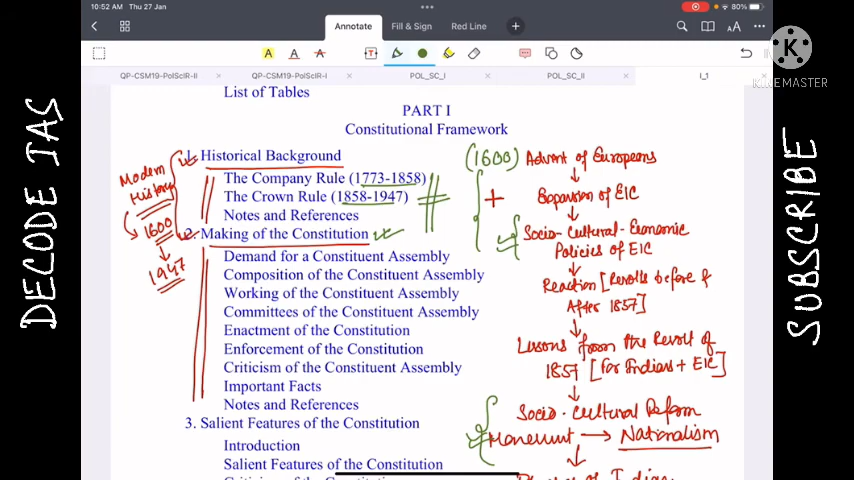 10:52 AM Thu 27 Jan
80%
Annotate
Fill & Sign
Red Line
QP-CSM19-PolSciR-II
QP-CSM19-PolSciR-I
POL_SC_I
POL_SC_II
KINEMASTER
DECODE IAS
SUBSCRIBE
List of Tables
PART I
Constitutional Framework
1. Historical Background
The Company Rule (1773-1858)
The Crown Rule (1858-1947)
Notes and References
2. Making of the Constitution
Demand for a Constituent Assembly
Composition of the Constituent Assembly
Working of the Constituent Assembly
Committees of the Constituent Assembly
Enactment of the Constitution
Enforcement of the Constitution
Criticism of the Constituent Assembly
Important Facts
Notes and References
3. Salient Features of the Constitution
Introduction
Salient Features of the Constitution
Modern
History
1600
1947
(1600) Advent of Europeans
Expansion of EIC
Socio-Cultural-Economic
Policies of EIC
Reaction [Revolts before &
After 1857]
Lessons from the Revolt of
1857 [for Indians + EIC]
Socio-Cultural Reform
Movement → Nationalism